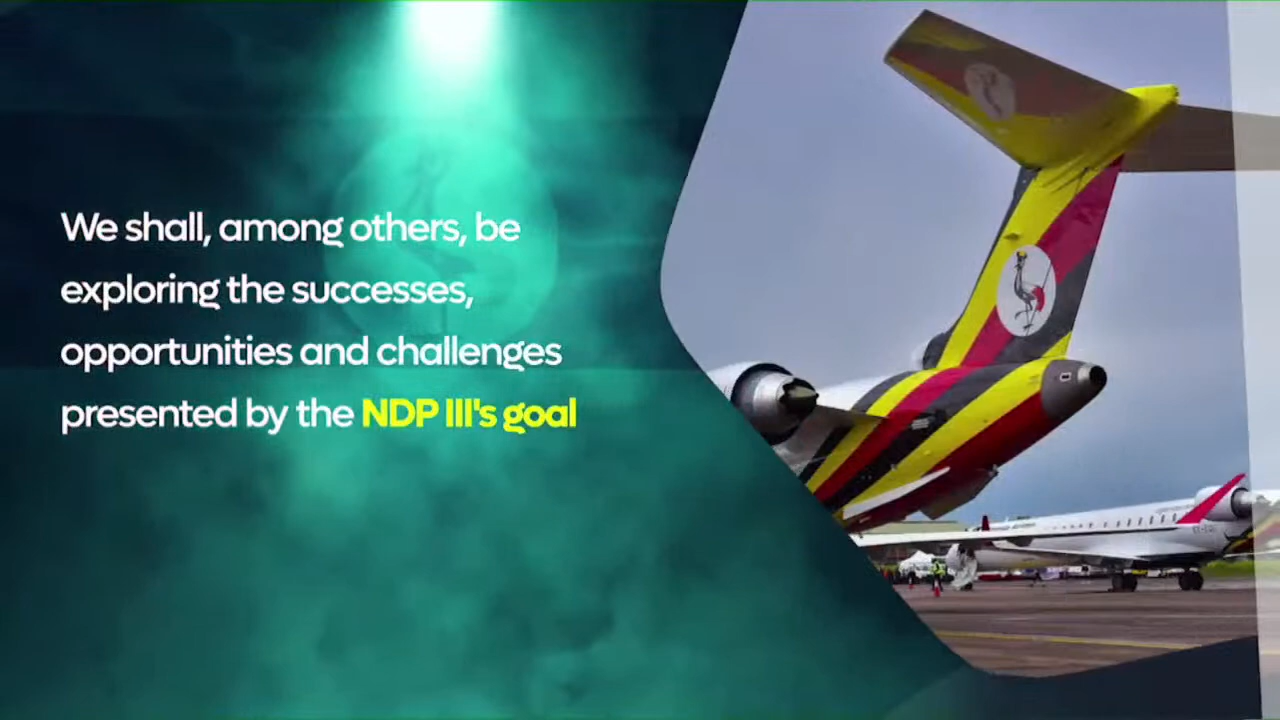 We shall, among others, be
exploring the successes,
opportunities and challenges
presented by the NDP III's goal